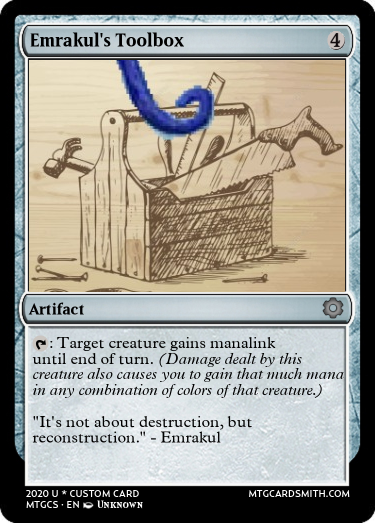 Emrakul's Toolbox
4
Artifact
: Target creature gains manalink
until end of turn. (Damage dealt by this
creature also causes you to gain that much mana
in any combination of colors of that creature.)
"It's not about destruction, but
reconstruction." - Emrakul
2020 U * CUSTOM CARD
MTGCS · EN Unknown
MTGCARDSMITH.COM